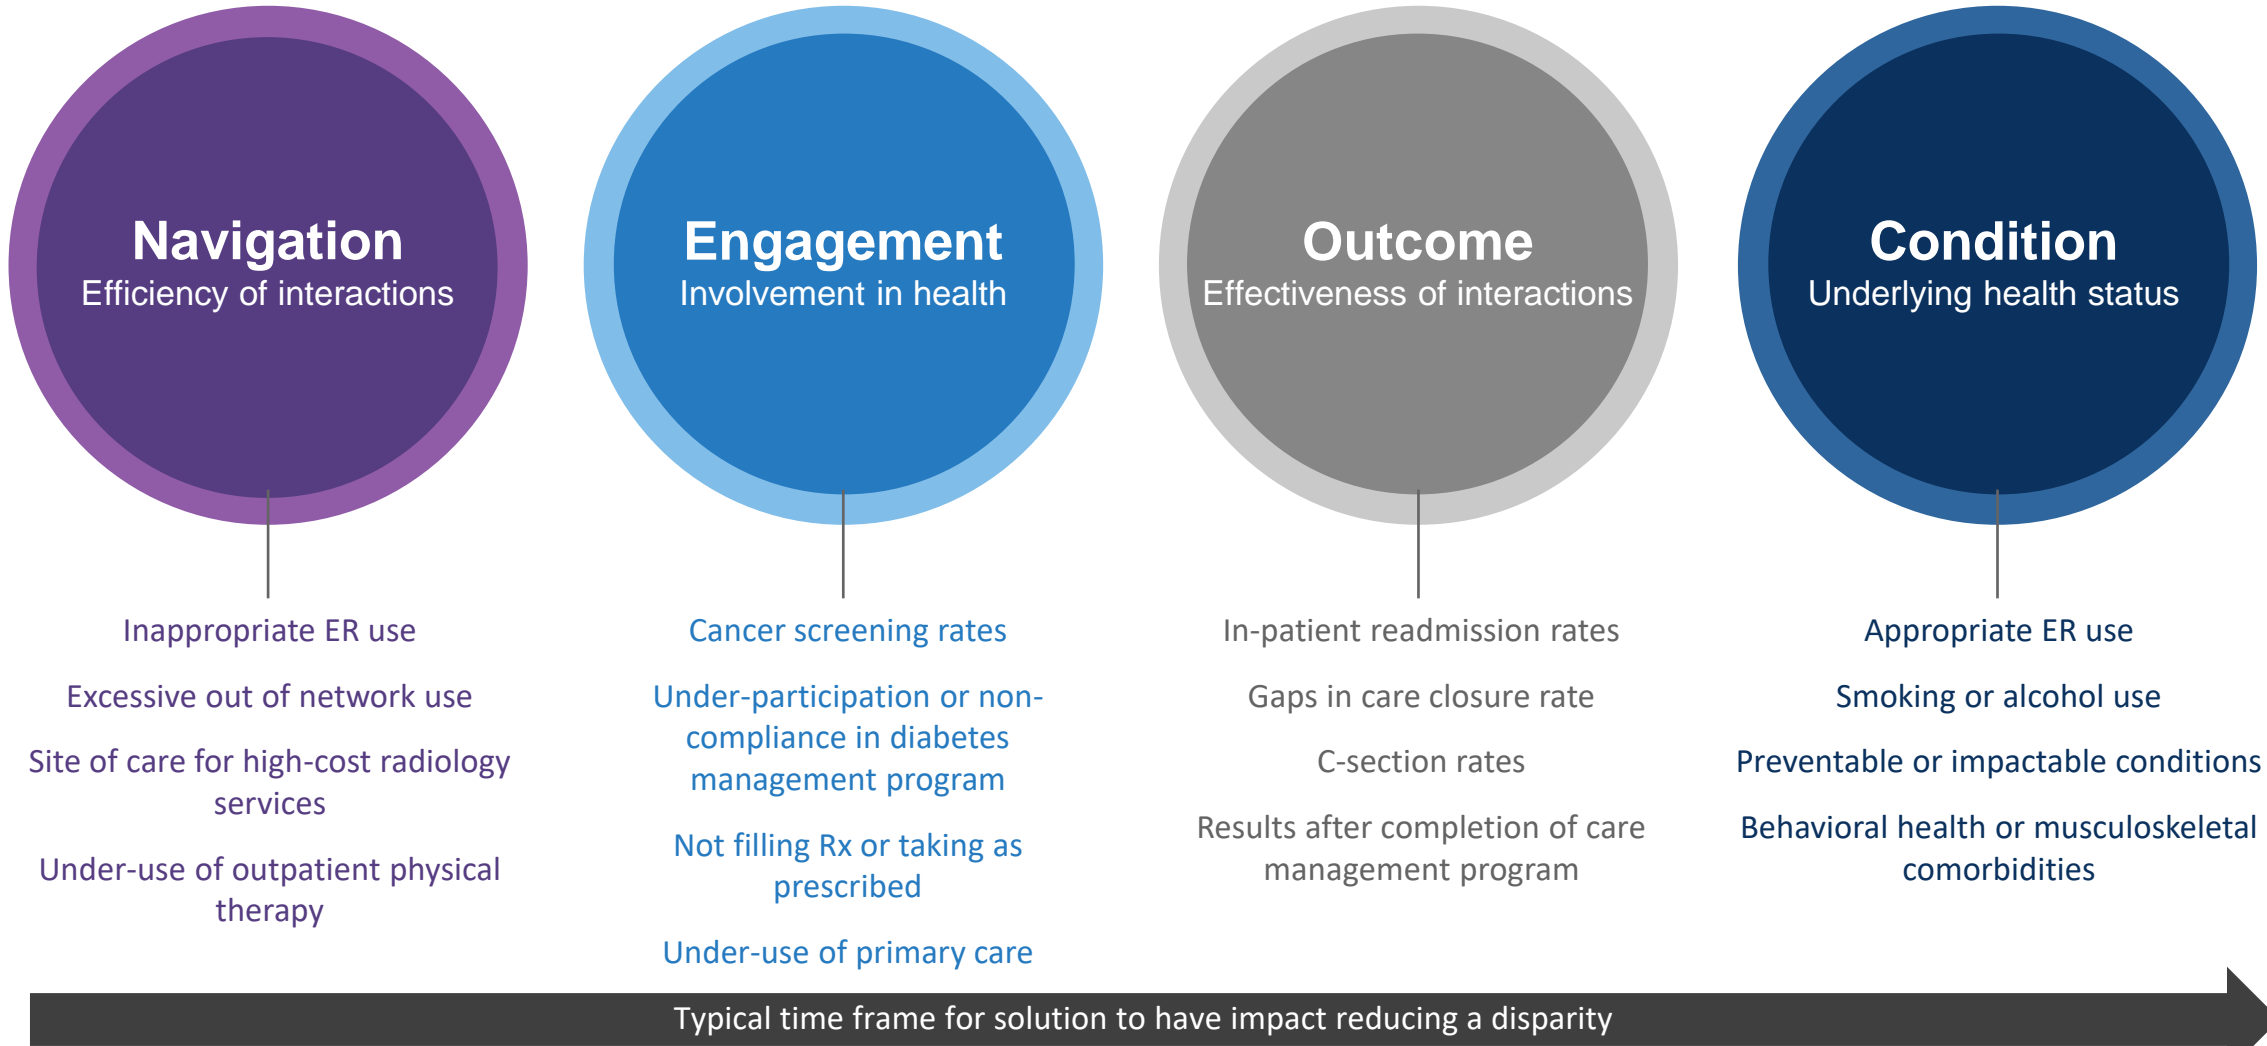 Navigation
Efficiency of interactions
Inappropriate ER use
Excessive out of network use
Site of care for high-cost radiology
services
Under-use of outpatient physical
therapy
Engagement
Involvement in health
Cancer screening rates
Under-participation or non-
compliance in diabetes
management program
Not filling Rx or taking as
prescribed
Under-use of primary care
Outcome
Effectiveness of interactions
In-patient readmission rates
Gaps in care closure rate
C-section rates
Results after completion of care
management program
Condition
Underlying health status
Appropriate ER use
Smoking or alcohol use
Preventable or impactable conditions
Behavioral health or musculoskeletal
comorbidities
Typical time frame for solution to have impact reducing a disparity